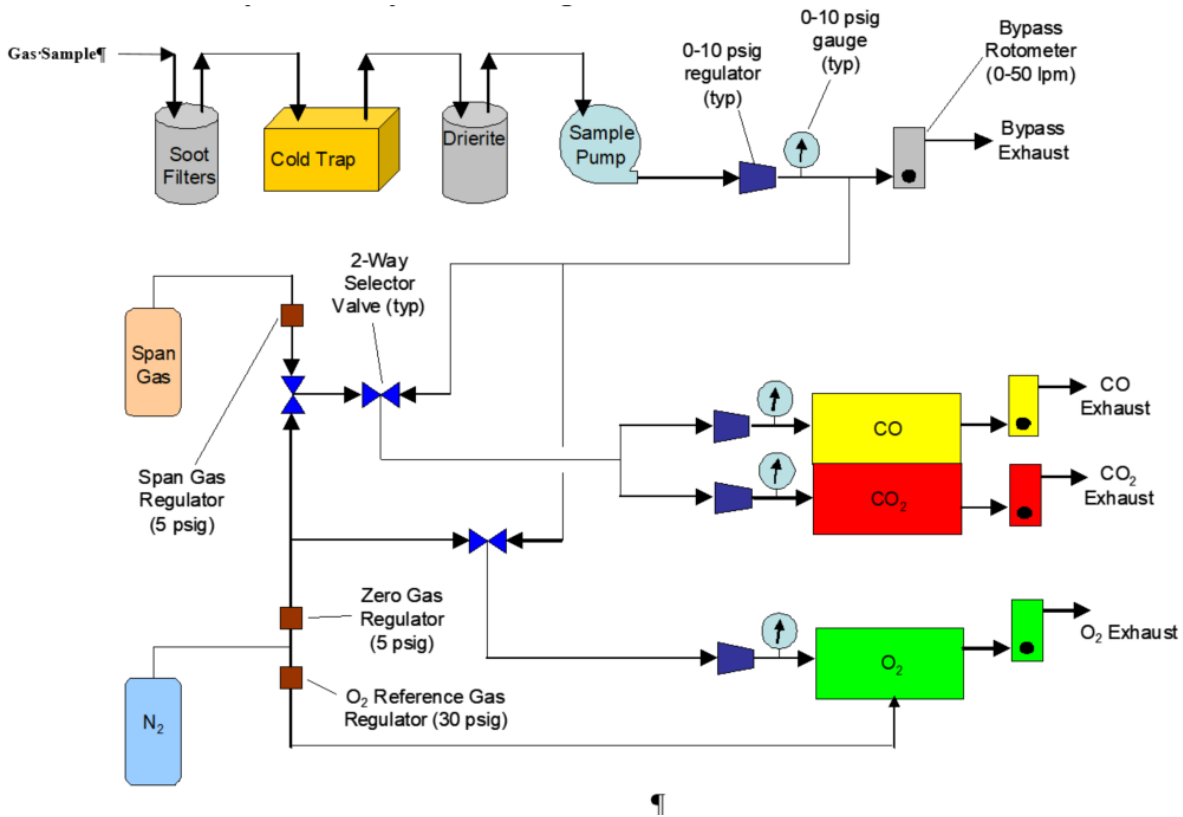 Gas·Sample¶
Soot
Filters
Cold Trap
Drierite
Sample
Pump
0-10 psig
regulator
(typ)
0-10 psig
gauge
(typ)
Bypass
Rotometer
(0-50 lpm)
Bypass
Exhaust
2-Way
Selector
Valve (typ)
Span
Gas
Span Gas
Regulator
(5 psig)
CO
CO
Exhaust
CO₂
CO₂
Exhaust
Zero Gas
Regulator
(5 psig)
O₂ Reference Gas
Regulator (30 psig)
N₂
O₂
O₂ Exhaust
¶